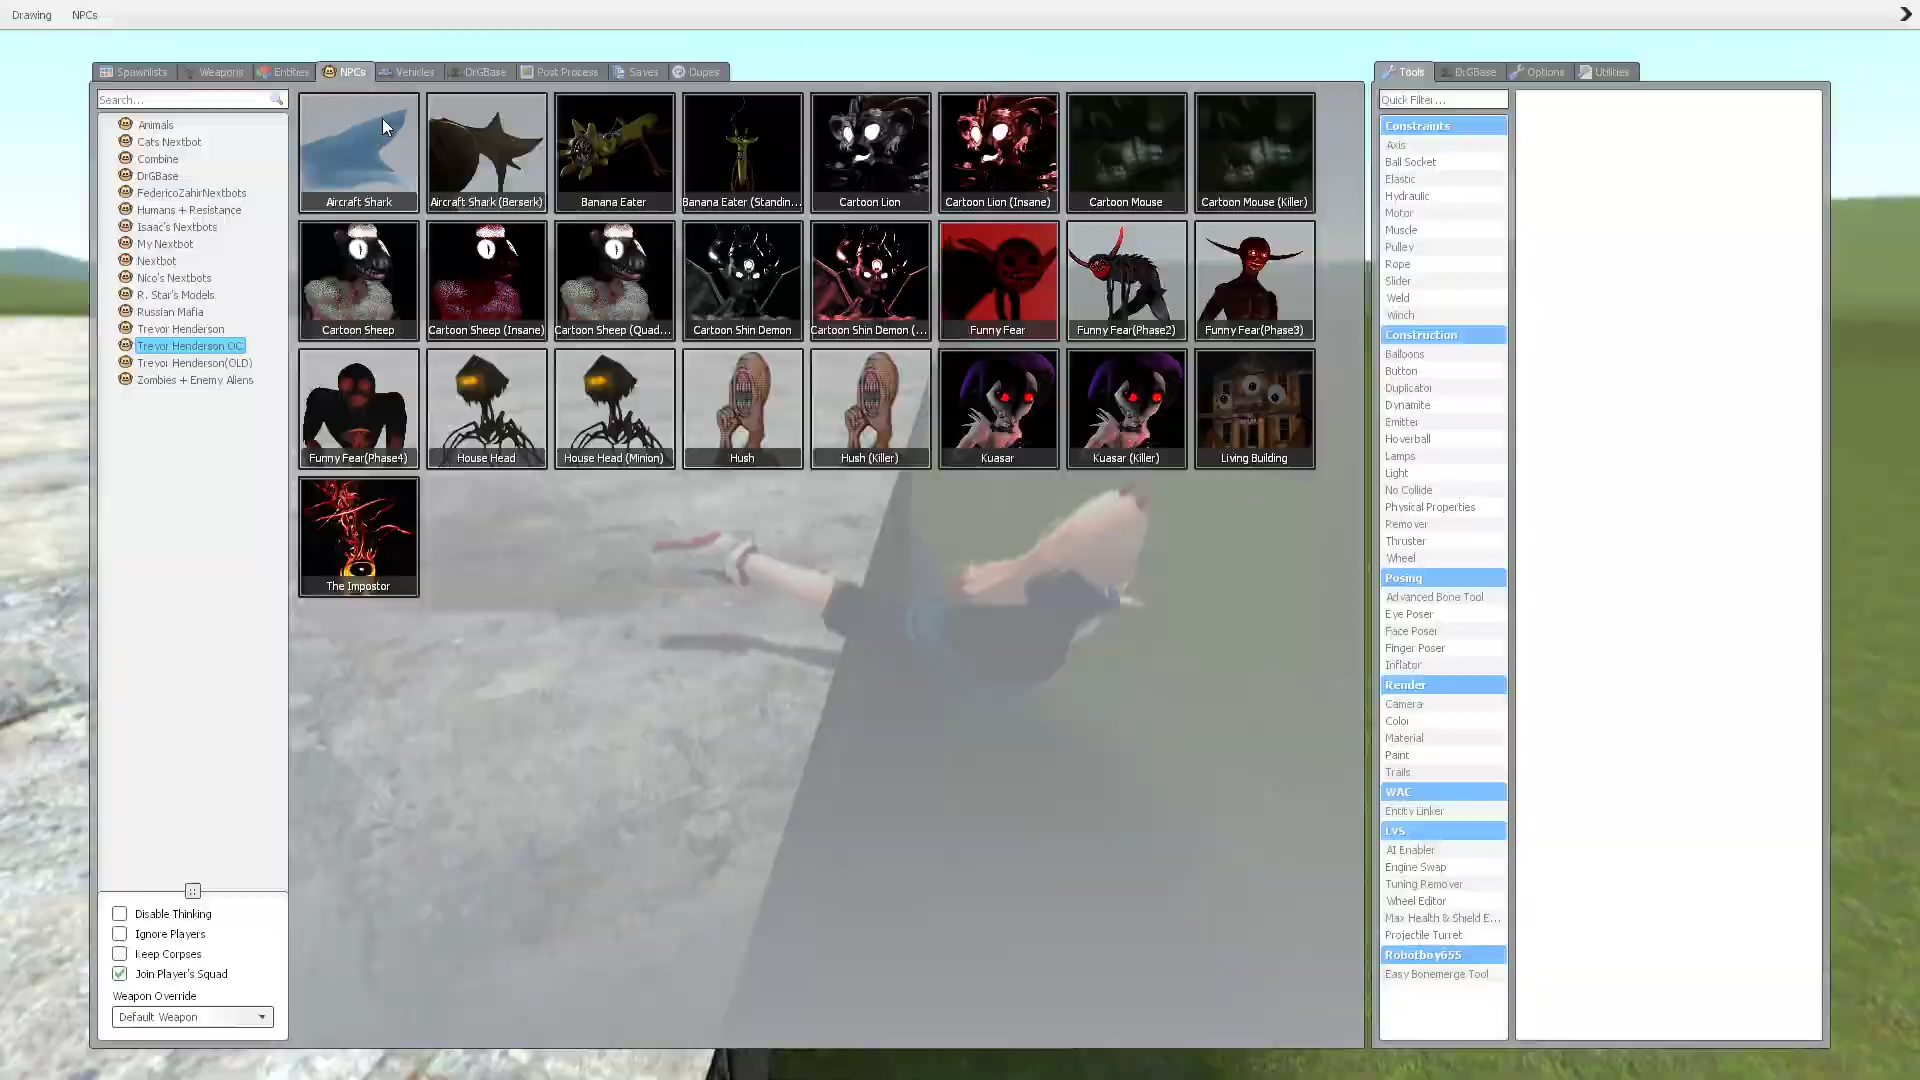 Drawing NPCs
Spawnlists Weapons Entities NPCs Vehicles DrGBase Post Process Saves Dupes
Search...
Animals
Cats Nextbot
Combine
DrGBase
FedericoZahirNextbots
Humans + Resistance
Isaac's Nextbots
My Nextbot
Nextbot
Nico's Nextbots
R. Star's Models
Russian Mafia
Trevor Henderson
Trevor Henderson OC
Trevor Henderson(OLD)
Zombies + Enemy Aliens
Disable Thinking
Ignore Players
Keep Corpses
Join Player's Squad
Weapon Override
Default Weapon
Aircraft Shark
Aircraft Shark (Berserk)
Banana Eater
Banana Eater (Standin...
Cartoon Lion
Cartoon Lion (Insane)
Cartoon Mouse
Cartoon Mouse (Killer)
Cartoon Sheep
Cartoon Sheep (Insane)
Cartoon Sheep (Quad...
Cartoon Shin Demon
Cartoon Shin Demon (...
Funny Fear
Funny Fear(Phase2)
Funny Fear(Phase3)
Funny Fear(Phase4)
House Head
House Head (Minion)
Hush
Hush (Killer)
Kuasar
Kuasar (Killer)
Living Building
The Impostor
Tools DrGBase Options Utilities
Quick Filter ...
Constraints
Axis
Ball Socket
Elastic
Hydraulic
Motor
Muscle
Pulley
Rope
Slider
Weld
Winch
Construction
Balloons
Button
Duplicator
Dynamite
Emitter
Hoverball
Lamps
Light
No Collide
Physical Properties
Remover
Thruster
Wheel
Posing
Advanced Bone Tool
Eye Poser
Face Poser
Finger Poser
Inflator
Render
Camera
Color
Material
Paint
Trails
WAC
Entity Linker
LVS
AI Enabler
Engine Swap
Tuning Remover
Wheel Editor
Max Health & Shield E...
Projectile Turret
Robotboy655
Easy Bonemerge Tool